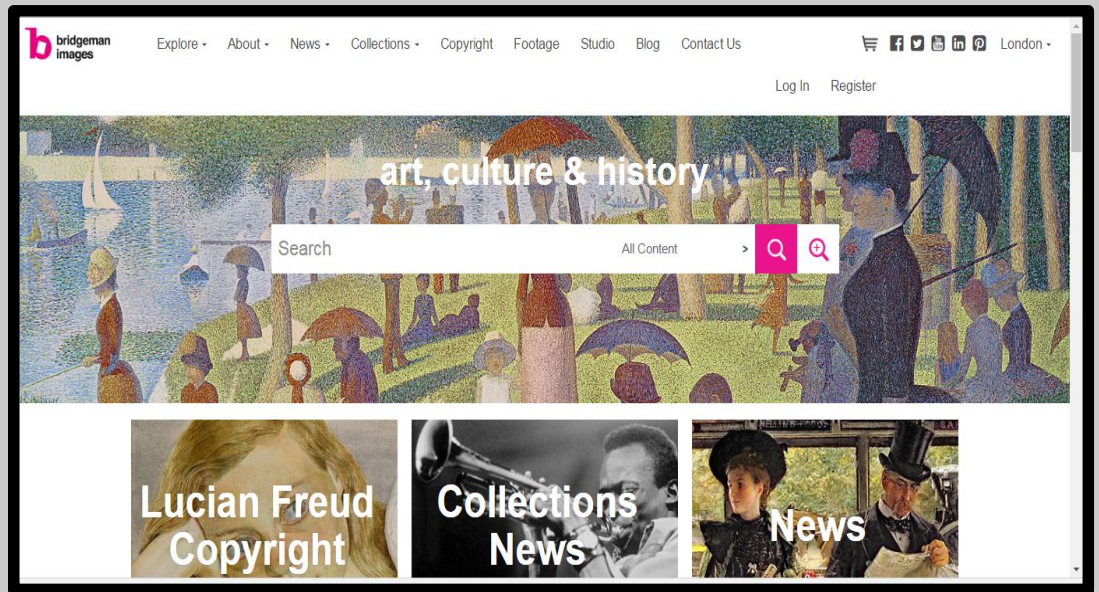 bridgeman
images
Explore About News Collections Copyright Footage Studio Blog Contact Us London
Log In Register
art, culture & history
Search All Content >
Lucian Freud
Copyright
Collections
News
News